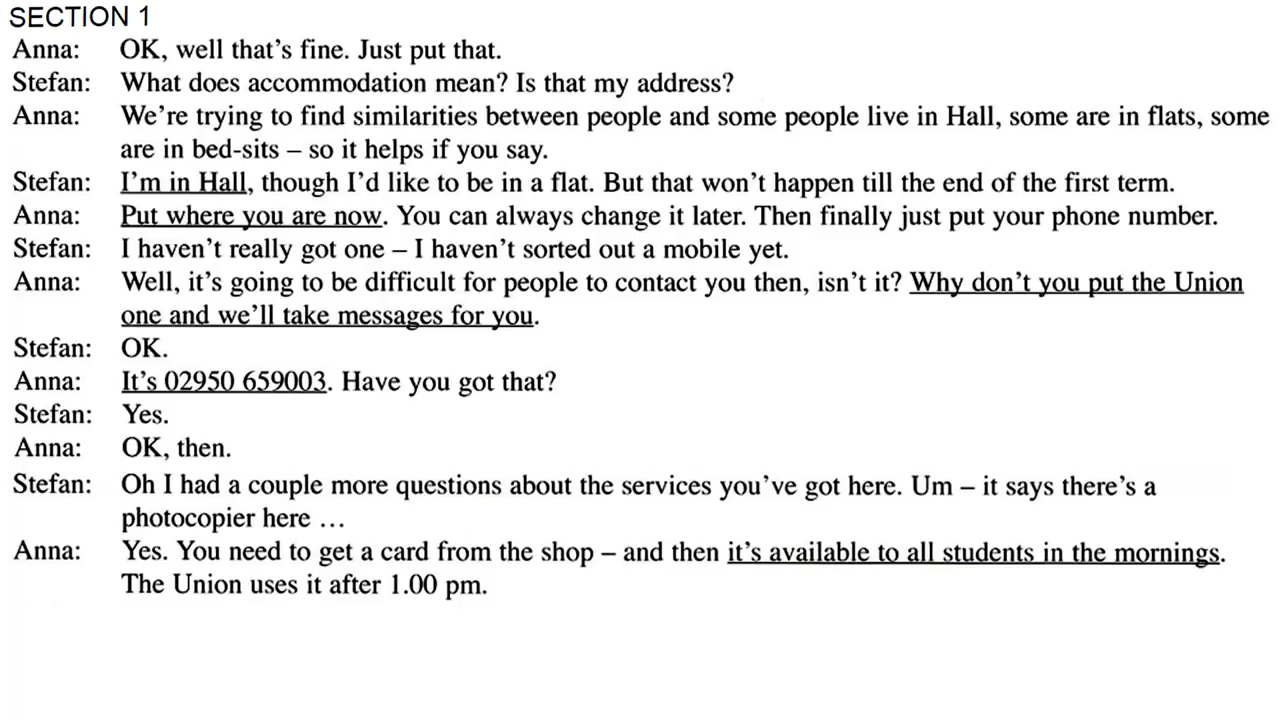 SECTION 1
Anna: OK, well that's fine. Just put that.
Stefan: What does accommodation mean? Is that my address?
Anna: We're trying to find similarities between people and some people live in Hall, some are in flats, some
are in bed-sits – so it helps if you say.
Stefan: I'm in Hall, though I'd like to be in a flat. But that won't happen till the end of the first term.
Anna: Put where you are now. You can always change it later. Then finally just put your phone number.
Stefan: I haven't really got one – I haven't sorted out a mobile yet.
Anna: Well, it's going to be difficult for people to contact you then, isn't it? Why don't you put the Union
one and we'll take messages for you.
Stefan: OK.
Anna: It's 02950 659003. Have you got that?
Stefan: Yes.
Anna: OK, then.
Stefan: Oh I had a couple more questions about the services you've got here. Um – it says there's a
photocopier here …
Anna: Yes. You need to get a card from the shop – and then it's available to all students in the mornings.
The Union uses it after 1.00 pm.